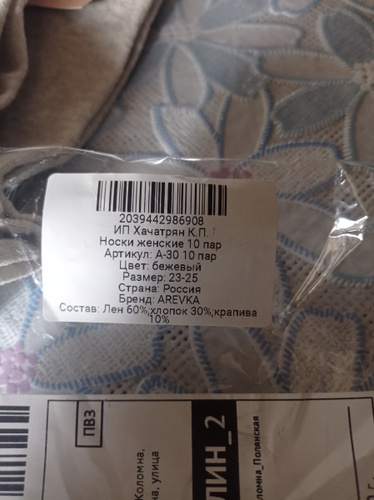 2039442986908
ИП Хачатрян К.П.
Носки женские 10 пар
Артикул: А-30 10 пар
Цвет: бежевый
Размер: 23-25
Страна: Россия
Бренд: AREVKA
Состав: Лен 60%;хлопок 30%;крапива
10%
ПВЗ
ЛИН_2
Коломна,
улица